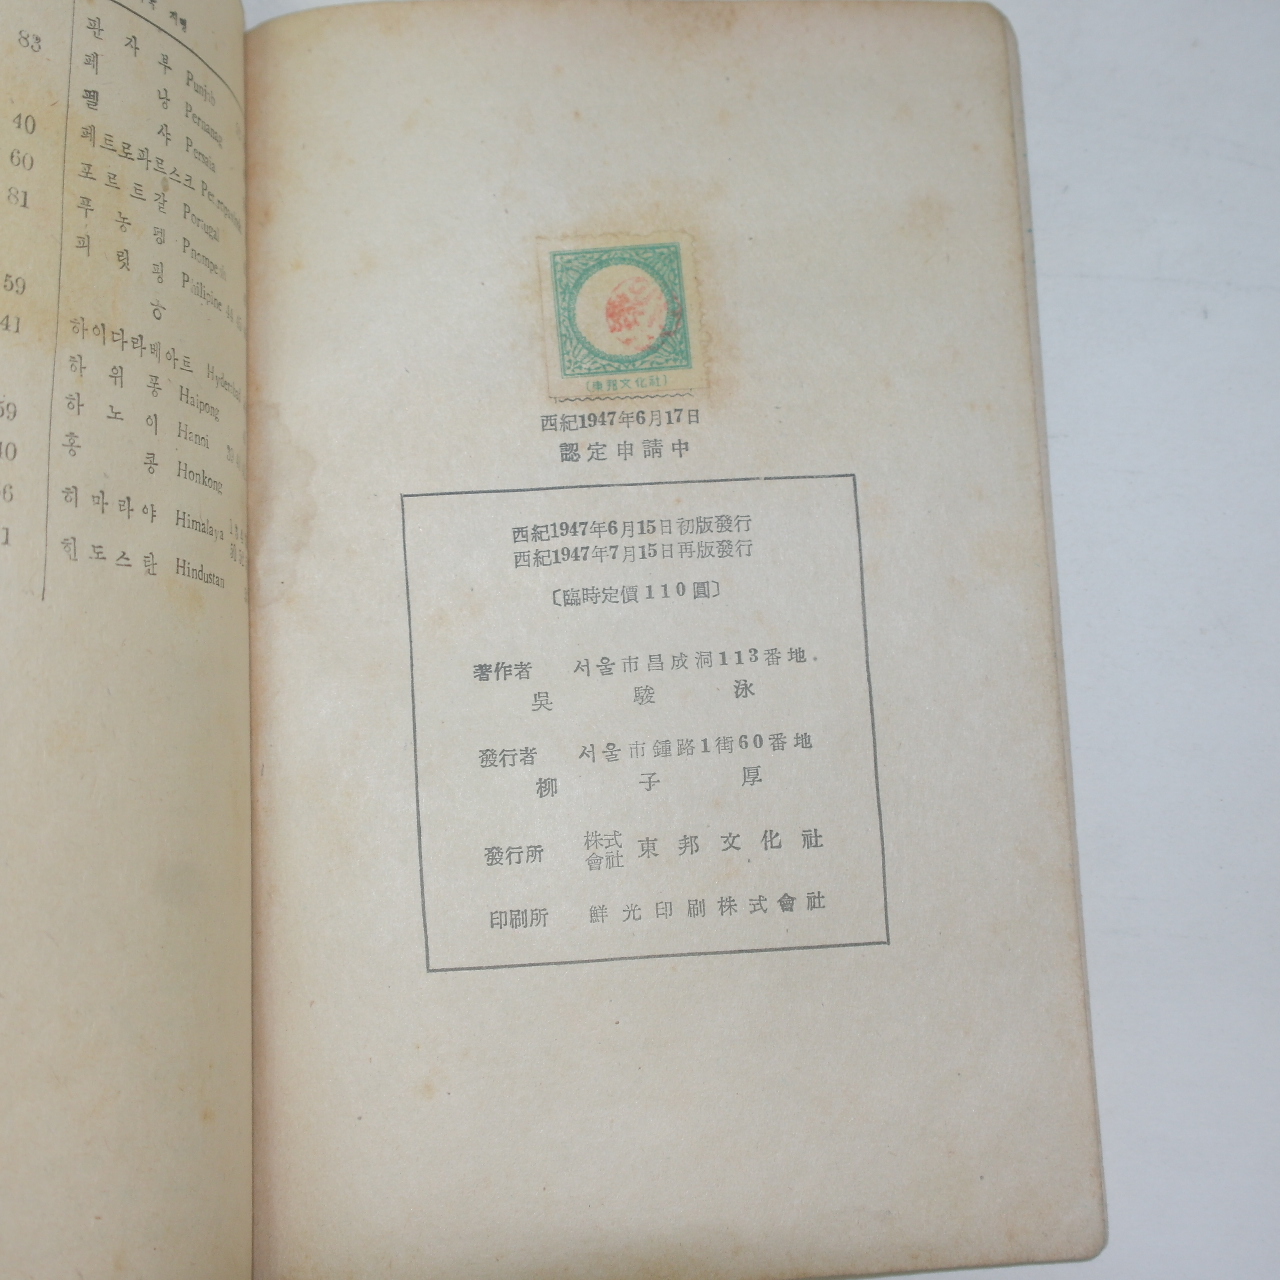 83
40
60
81
59
41
59
40
6
1
판자부 Punjab
페낭
펠샤 Persia
페트로파르스크
포르트갈
푸농펭
피릿핑 Philipine
ㅎ
하이다라베아트
하위퐁 Haipong
하노이 Hanoi
홍콩 Honkong
히마라야 Himalaya
힌도스탄 Hindustan
(東邦文化社)
西紀1947年6月17日
認定申請中
西紀1947年6月15日初版發行
西紀1947年7月15日再版發行
〔臨時定價110圓〕
著作者 서울市昌成洞113番地.
吳駿泳
發行者 서울市鍾路1街60番地
柳子厚
發行所 株式會社 東邦文化社
印刷所 鮮光印刷株式會社